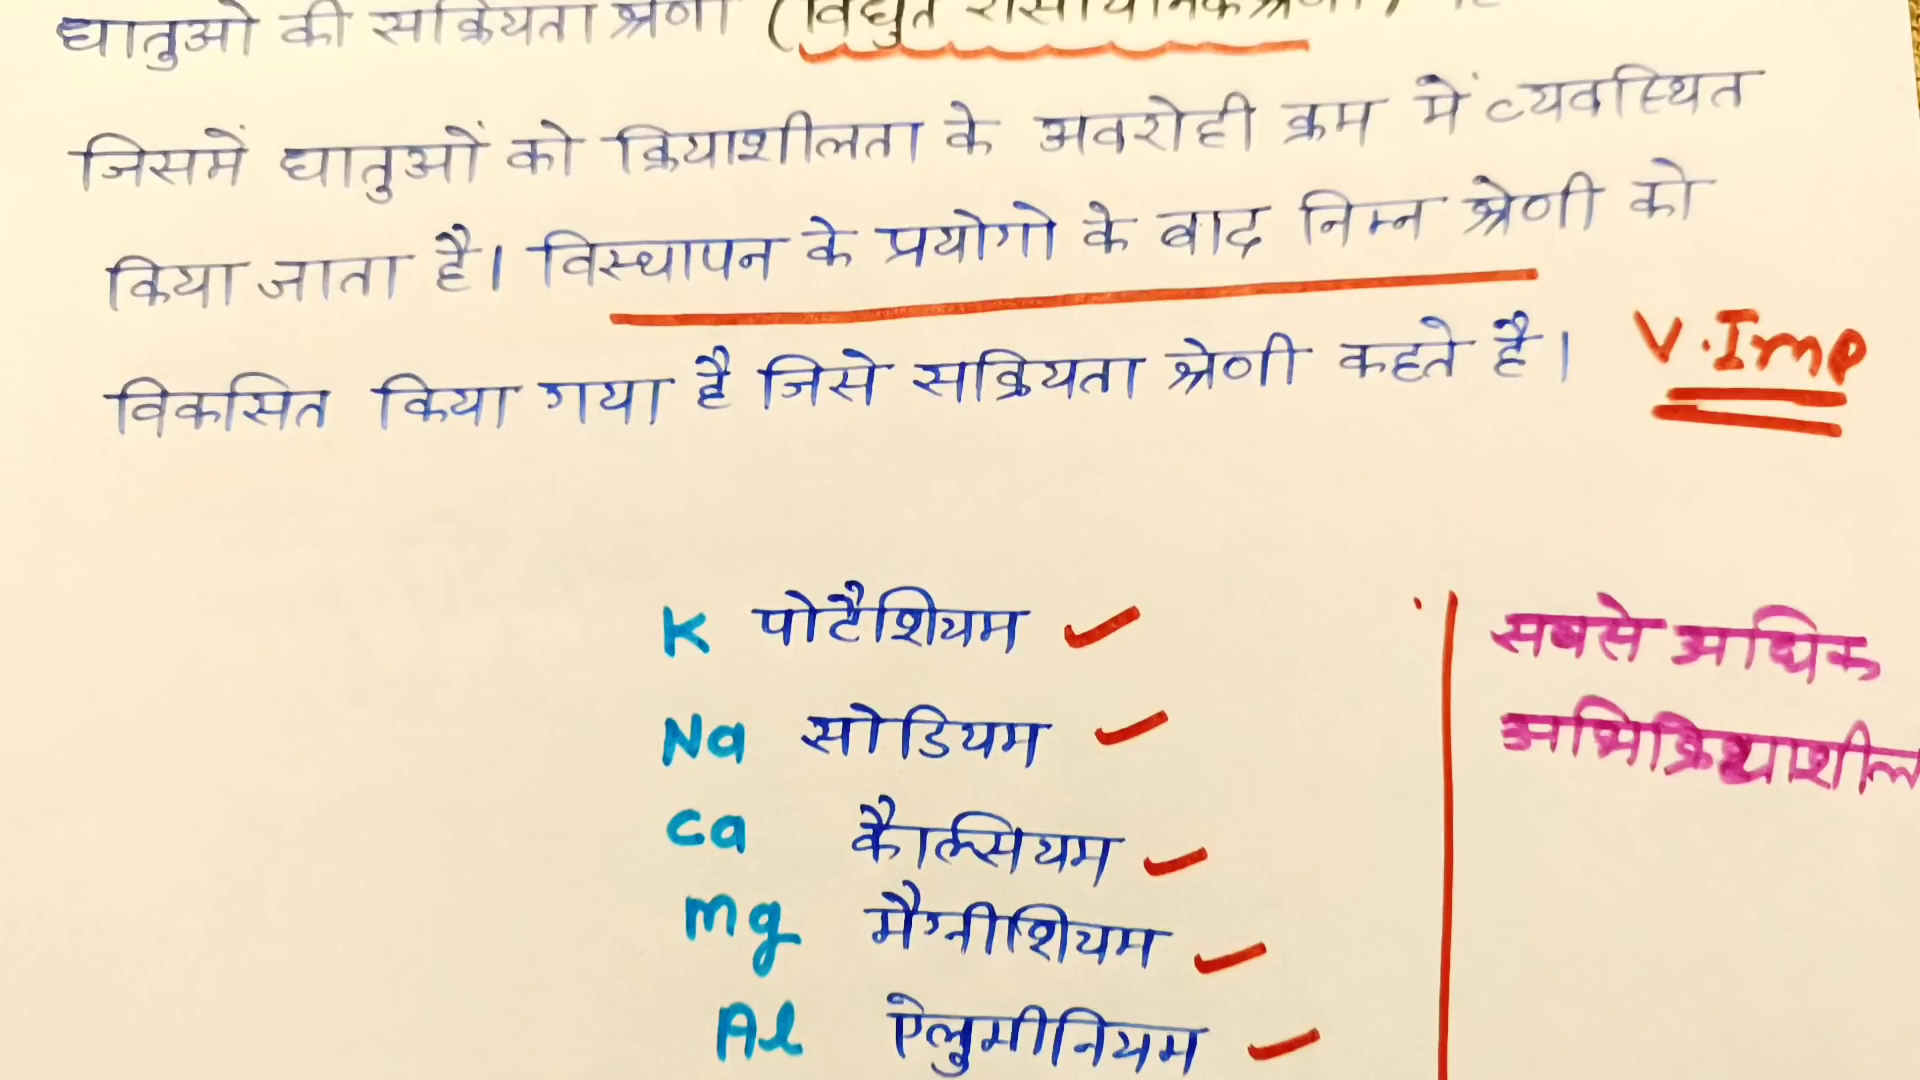 धातुओं की सक्रियता श्रेणी (विधुत रासायनिक श्रेणी)
जिसमें धातुओं को क्रियाशीलता के अवरोही क्रम में व्यवस्थित
किया जाता है। विस्थापन के प्रयोगो के बाद निम्न श्रेणी को
विकसित किया गया है जिसे सक्रियता श्रेणी कहते है।
V.Imp
K पोटैशियम
Na सोडियम
Ca कैल्सियम
Mg मैग्नीशियम
Al ऐलुमीनियम
सबसे अधिक
अभिक्रियाशील